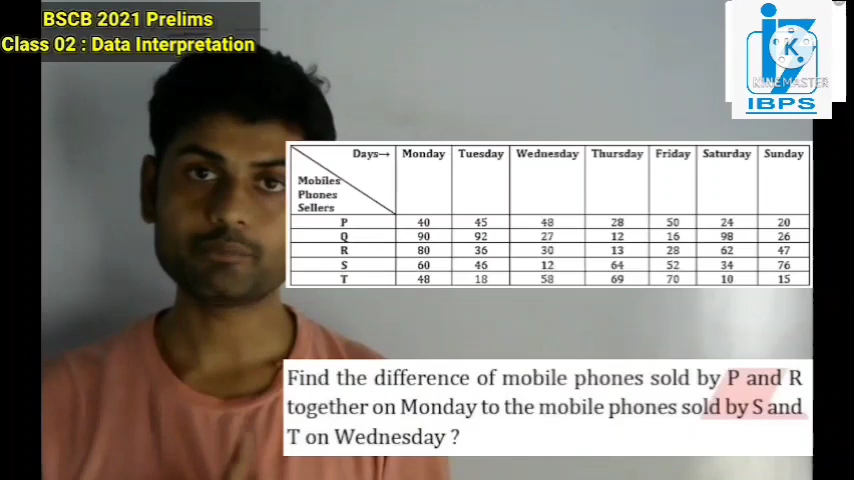 BSCB 2021 Prelims
Class 02 : Data Interpretation
K
KINEMASTER
IBPS
Days→ Monday Tuesday Wednesday Thursday Friday Saturday Sunday
Mobiles
Phones
Sellers
P 40 45 48 28 50 24 20
Q 90 92 27 12 16 98 26
R 80 36 30 13 28 62 47
S 60 46 12 64 52 34 76
T 48 18 58 69 70 10 15
Find the difference of mobile phones sold by P and R
together on Monday to the mobile phones sold by S and
T on Wednesday ?